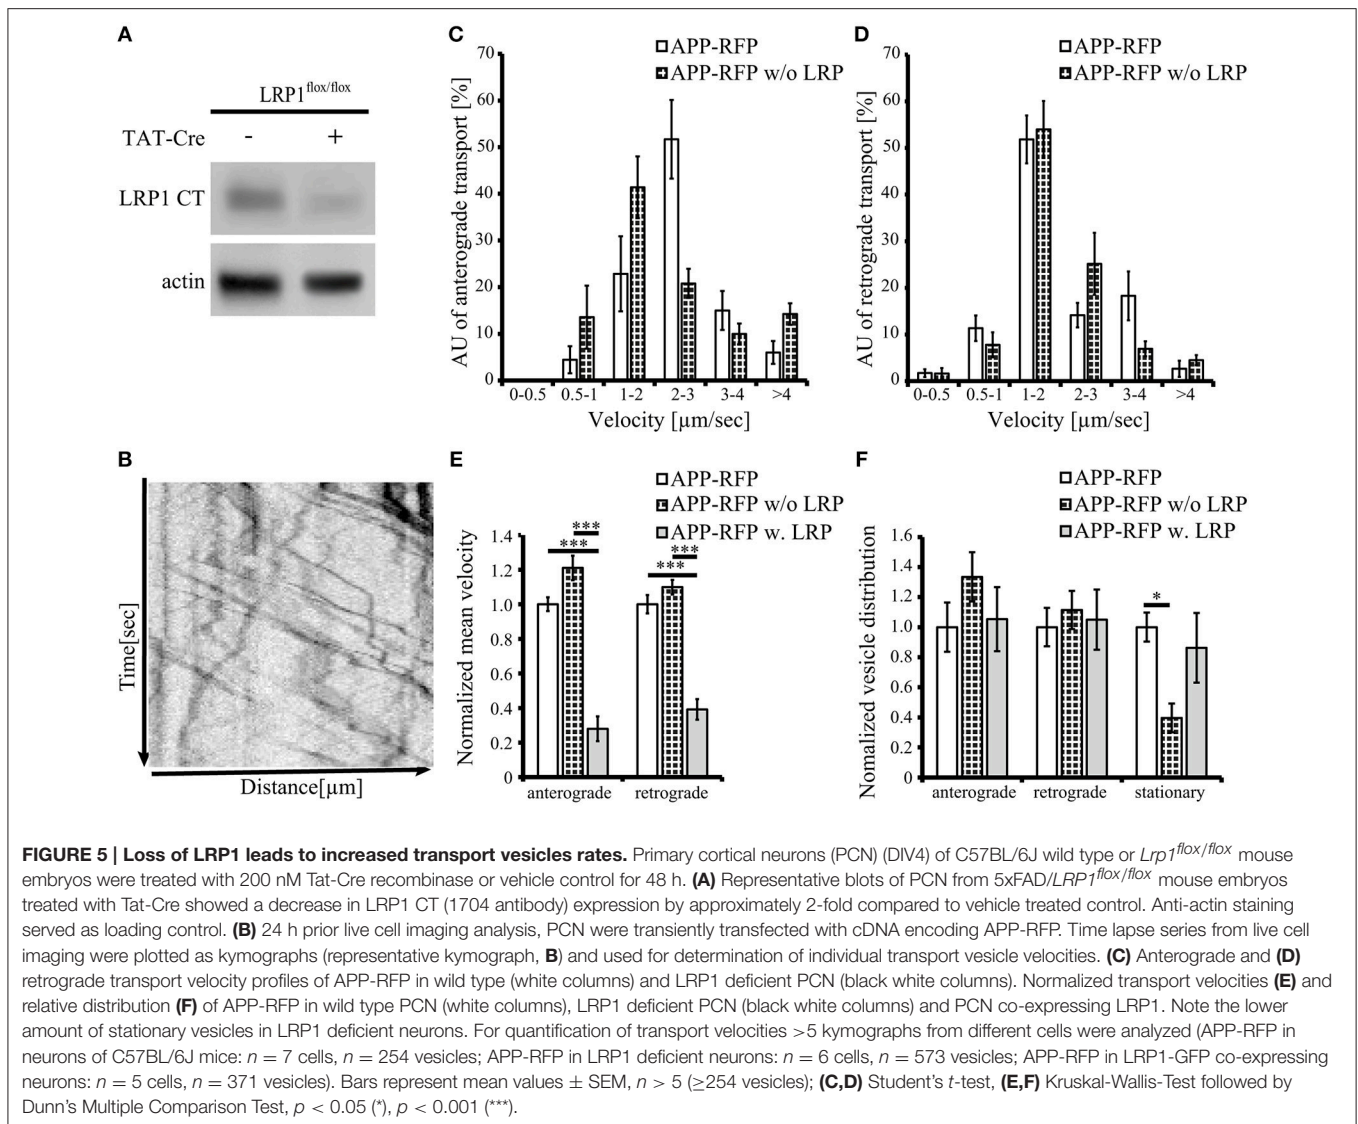 A
LRP1flox/flox
TAT-Cre - +
LRP1 CT
actin
B
Time[sec]
Distance[µm]
C
APP-RFP
APP-RFP w/o LRP
AU of anterograde transport [%]
70
60
50
40
30
20
10
0
0-0.5 0.5-1 1-2 2-3 3-4 >4
Velocity [µm/sec]
D
APP-RFP
APP-RFP w/o LRP
AU of retrograde transport [%]
70
60
50
40
30
20
10
0
0-0.5 0.5-1 1-2 2-3 3-4 >4
Velocity [µm/sec]
E
APP-RFP
APP-RFP w/o LRP
APP-RFP w. LRP
Normalized mean velocity
1.4
1.2
1.0
0.8
0.6
0.4
0.2
0
*** ***
*** ***
anterograde retrograde
F
APP-RFP
APP-RFP w/o LRP
APP-RFP w. LRP
Nomalized vesicle distribution
1.6
1.4
1.2
1.0
0.8
0.6
0.4
0.2
0
*
anterograde retrograde stationary
FIGURE 5 | Loss of LRP1 leads to increased transport vesicles rates. Primary cortical neurons (PCN) (DIV4) of C57BL/6J wild type or Lrp1flox/flox mouse
embryos were treated with 200 nM Tat-Cre recombinase or vehicle control for 48 h. (A) Representative blots of PCN from 5xFAD/LRP1flox/flox mouse embryos
treated with Tat-Cre showed a decrease in LRP1 CT (1704 antibody) expression by approximately 2-fold compared to vehicle treated control. Anti-actin staining
served as loading control. (B) 24 h prior live cell imaging analysis, PCN were transiently transfected with cDNA encoding APP-RFP. Time lapse series from live cell
imaging were plotted as kymographs (representative kymograph, B) and used for determination of individual transport vesicle velocities. (C) Anterograde and (D)
retrograde transport velocity profiles of APP-RFP in wild type (white columns) and LRP1 deficient PCN (black white columns). Normalized transport velocities (E) and
relative distribution (F) of APP-RFP in wild type PCN (white columns), LRP1 deficient PCN (black white columns) and PCN co-expressing LRP1. Note the lower
amount of stationary vesicles in LRP1 deficient neurons. For quantification of transport velocities >5 kymographs from different cells were analyzed (APP-RFP in
neurons of C57BL/6J mice: n = 7 cells, n = 254 vesicles; APP-RFP in LRP1 deficient neurons: n = 6 cells, n = 573 vesicles; APP-RFP in LRP1-GFP co-expressing
neurons: n = 5 cells, n = 371 vesicles). Bars represent mean values ± SEM, n > 5 (≥254 vesicles); (C,D) Student's t-test, (E,F) Kruskal-Wallis-Test followed by
Dunn's Multiple Comparison Test, p < 0.05 (*), p < 0.001 (***).